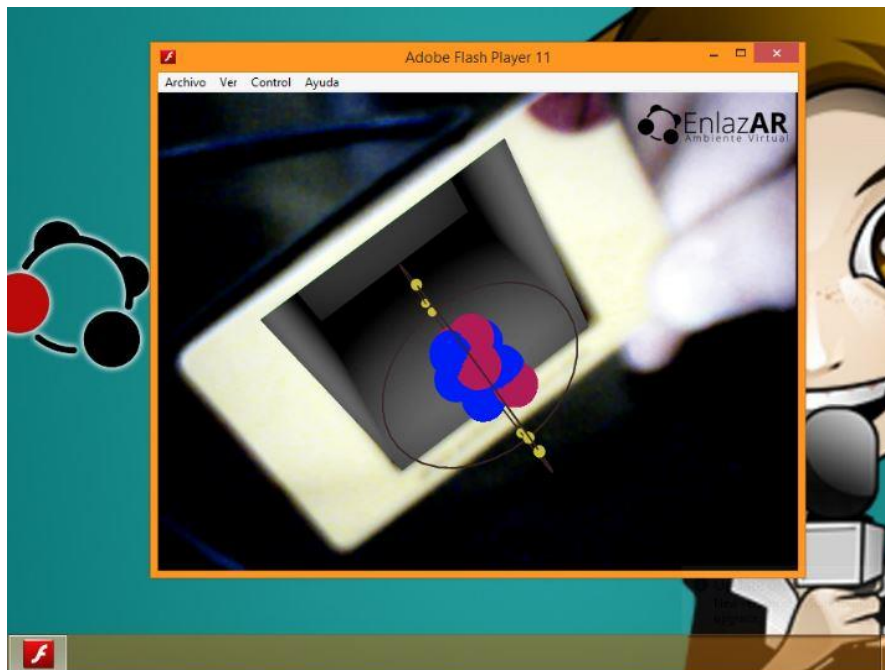 Adobe Flash Player 11
Archivo Ver Control Ayuda
EnlazAR
Ambiente Virtual